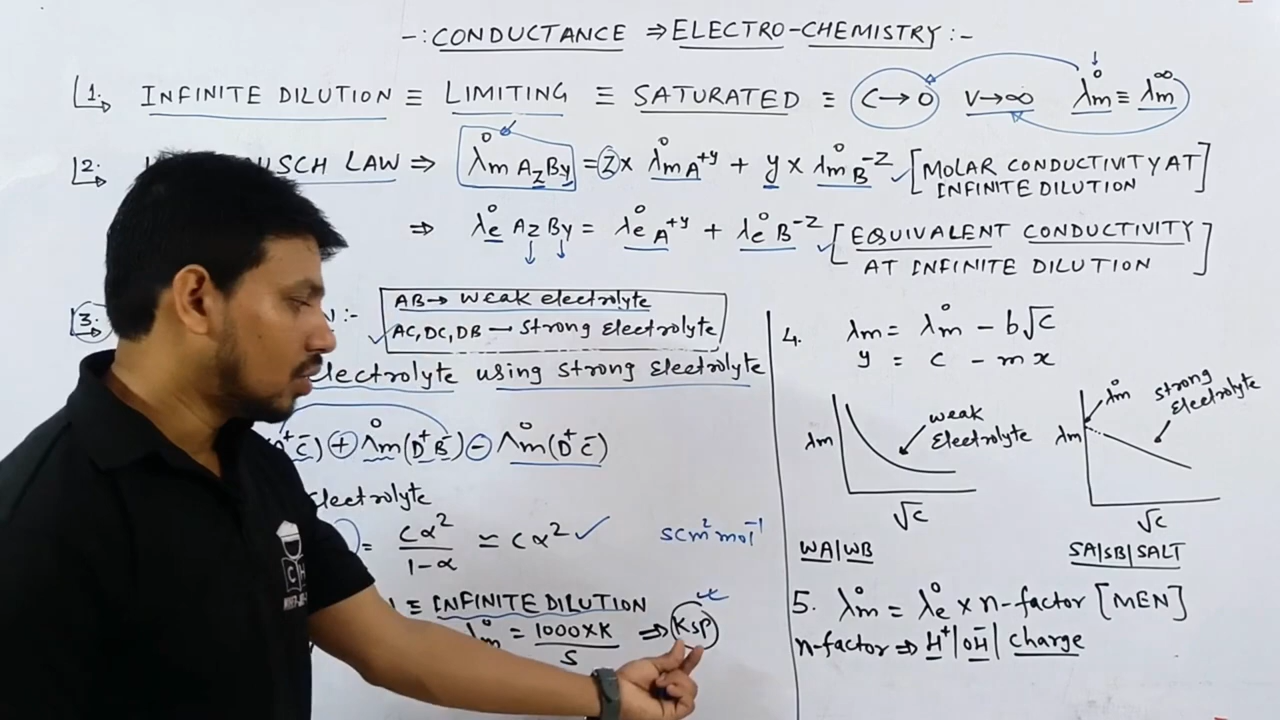 -: CONDUCTANCE ⇒ ELECTRO-CHEMISTRY :-
1. INFINITE DILUTION ≡ LIMITING ≡ SATURATED ≡ C→0 V→∞ λ°m ≡ λ∞m
2. USCH LAW ⇒ λ°m AzBy = z × λ°m A⁺ʸ + y × λ°m B⁻ᶻ [MOLAR CONDUCTIVITY AT
INFINITE DILUTION]
⇒ λ°e AzBy = λ°e A⁺ʸ + λ°e B⁻ᶻ [EQUIVALENT CONDUCTIVITY
AT INFINITE DILUTION]
3. N :-
AB → weak electrolyte
AC, DC, DB → strong electrolyte
electrolyte using strong electrolyte
C⁻) + Λ°m (D⁺B⁻) - Λ°m (D⁺C⁻)
electrolyte
= Cα²/1-α ≃ Cα² ✓ Scm²mol⁻¹
≡ INFINITE DILUTION
λ°m = 1000×K/S ⇒ Ksp
4. λm = λ°m - b√C
y = c - mx
λm weak electrolyte √C
λm λ°m strong electrolyte √C
WA|WB SA|SB|SALT
5. λ°m = λ°e × n-factor [MEN]
n-factor ⇒ H⁺|OH⁻| charge